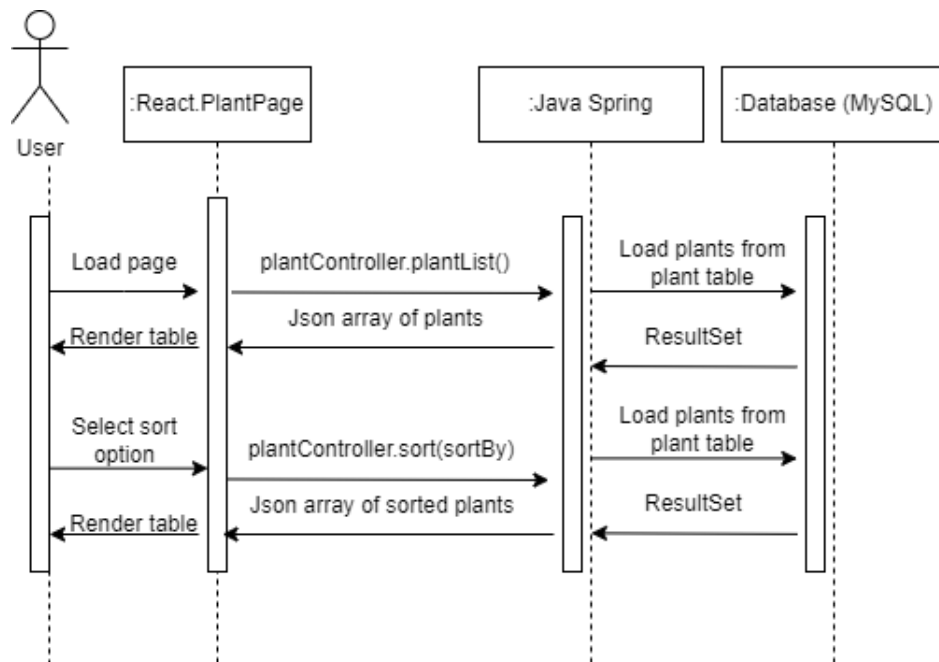 User
:React.PlantPage
:Java Spring
:Database (MySQL)
Load page
plantController.plantList()
Load plants from
plant table
Render table
Json array of plants
ResultSet
Select sort
option
plantController.sort(sortBy)
Load plants from
plant table
Render table
Json array of sorted plants
ResultSet